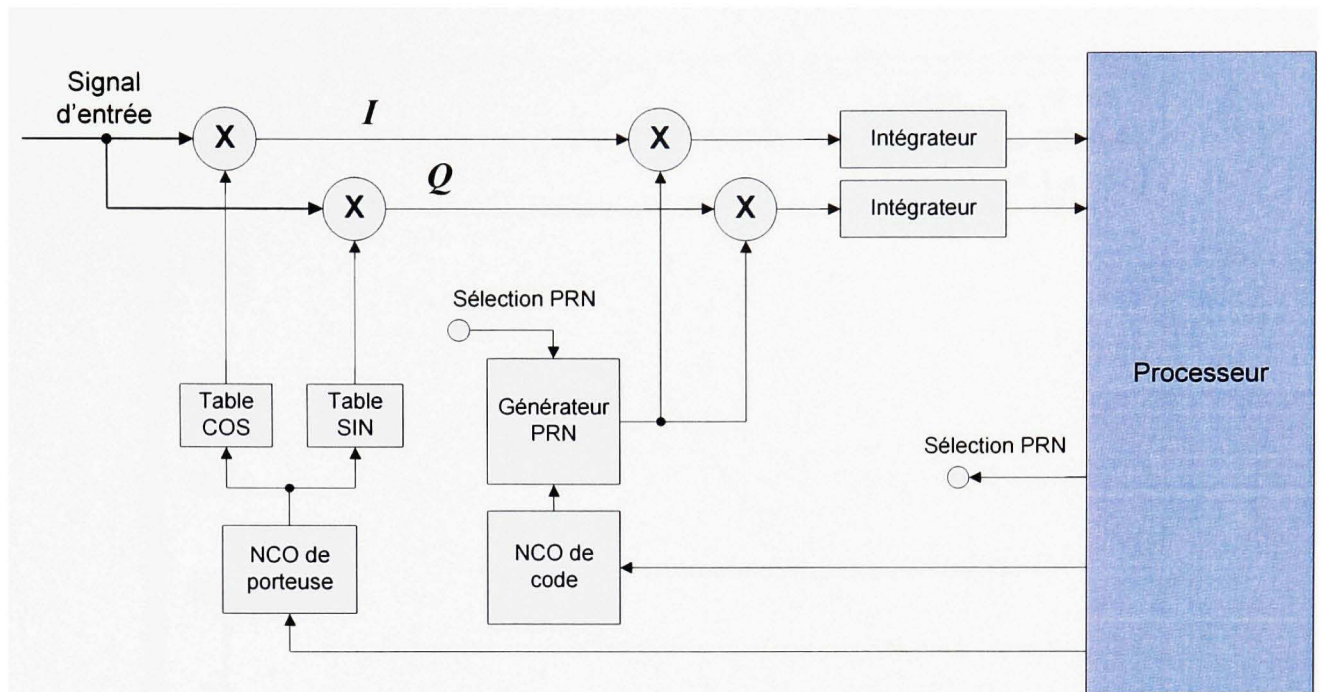 Signal
d'entrée
X
I
X
Intégrateur
X
Q
X
Intégrateur
Sélection PRN
Processeur
Table
COS
Table
SIN
Générateur
PRN
Sélection PRN
NCO de
porteuse
NCO de
code